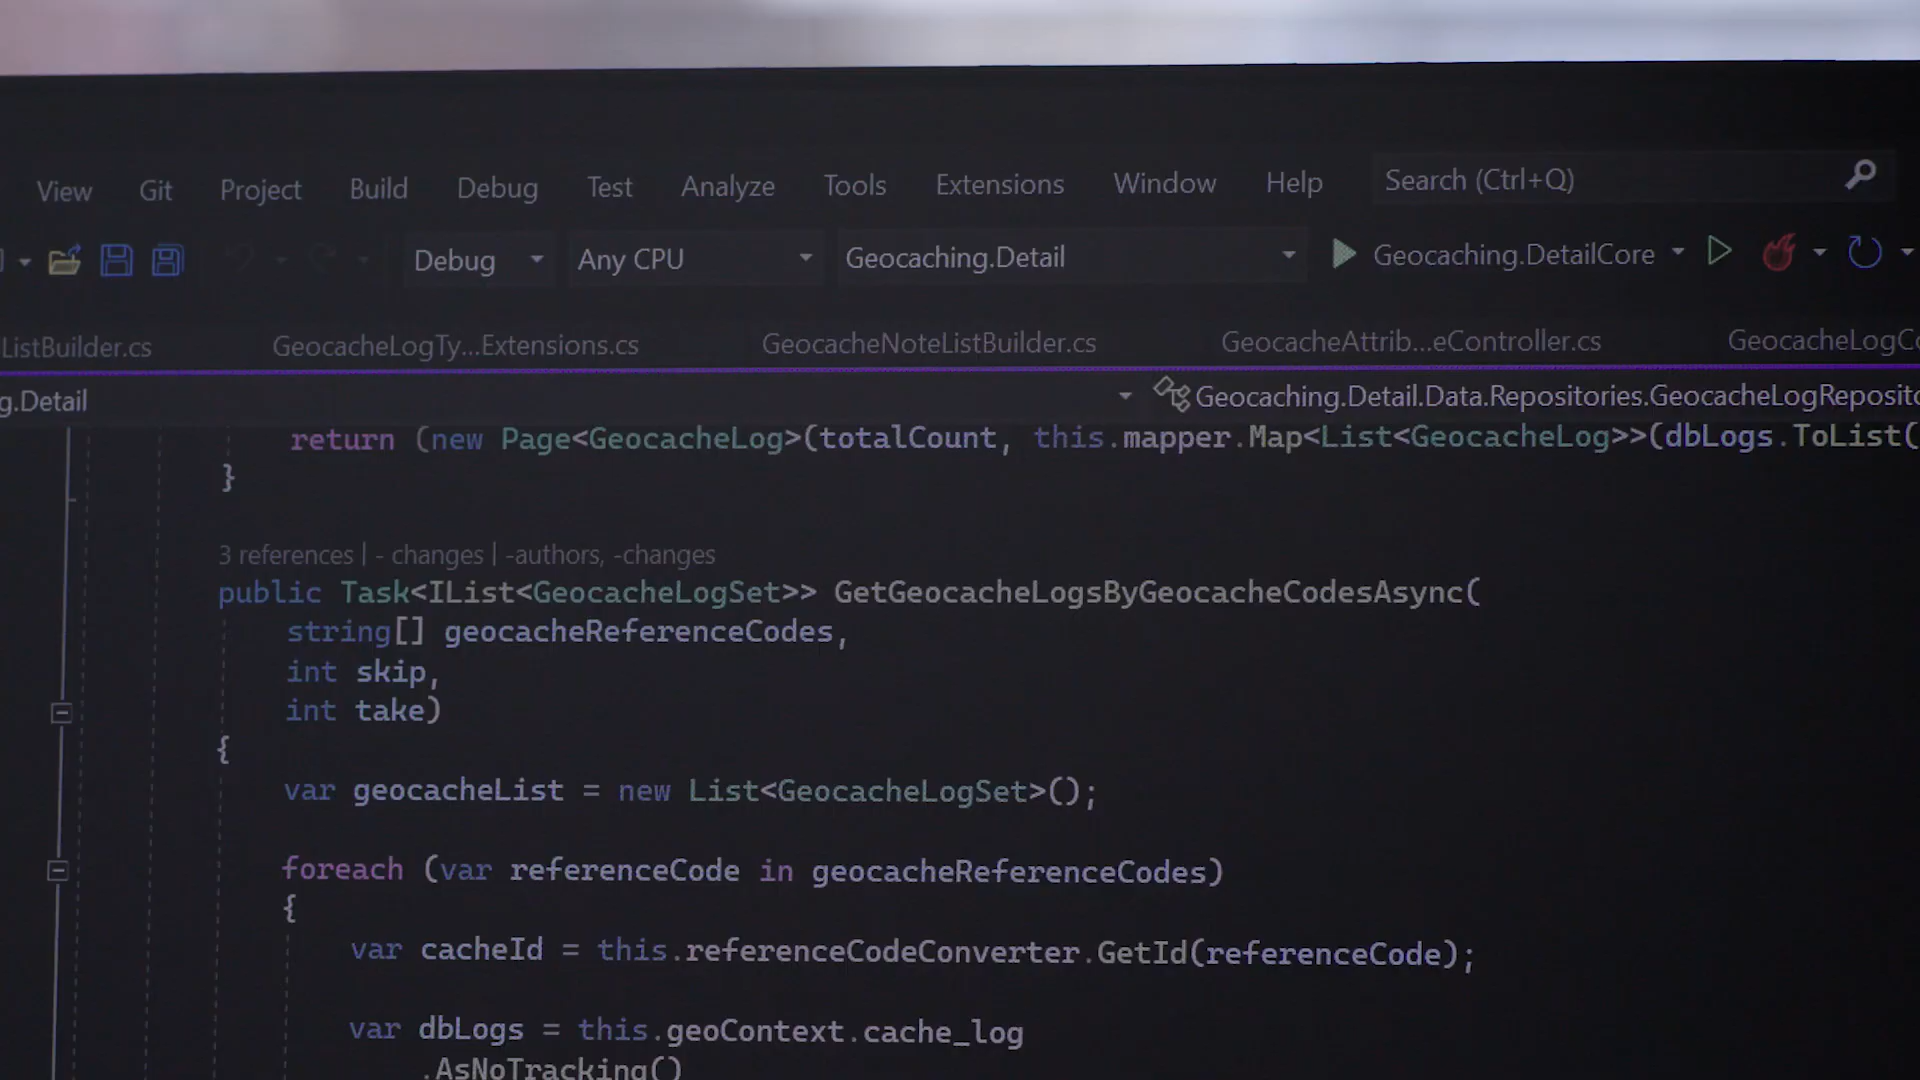 View Git Project Build Debug Test Analyze Tools Extensions Window Help Search (Ctrl+Q)
Debug Any CPU Geocaching.Detail Geocaching.DetailCore
ListBuilder.cs GeocacheLogTy...Extensions.cs GeocacheNoteListBuilder.cs GeocacheAttrib...eController.cs GeocacheLogCo
g.Detail Geocaching.Detail.Data.Repositories.GeocacheLogReposito
return (new Page<GeocacheLog>(totalCount, this.mapper.Map<List<GeocacheLog>>(dbLogs.ToList(
}
3 references | - changes | -authors, -changes
public Task<IList<GeocacheLogSet>> GetGeocacheLogsByGeocacheCodesAsync(
string[] geocacheReferenceCodes,
int skip,
int take)
{
var geocacheList = new List<GeocacheLogSet>();
foreach (var referenceCode in geocacheReferenceCodes)
{
var cacheId = this.referenceCodeConverter.GetId(referenceCode);
var dbLogs = this.geoContext.cache_log
.AsNoTracking()